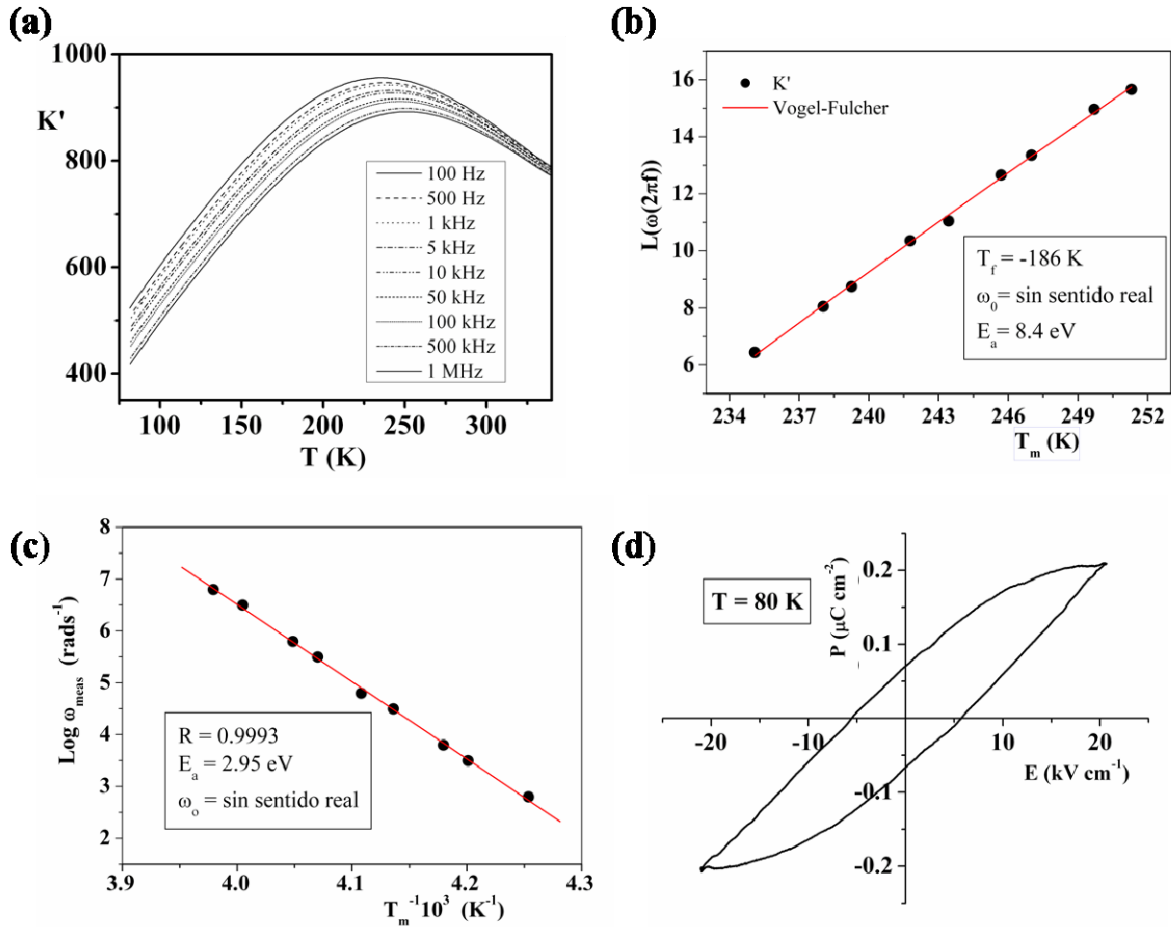 (a)
1000
K'
800
600
400
100 Hz
500 Hz
1 kHz
5 kHz
10 kHz
50 kHz
100 kHz
500 kHz
1 MHz
100 150 200 250 300
T (K)
(b)
16
14
12
10
8
6
L(ω(2πf))
K'
Vogel-Fulcher
T_f = -186 K
ω_0 = sin sentido real
E_a = 8.4 eV
234 237 240 243 246 249 252
T_m (K)
(c)
8
7
6
5
4
3
2
Log ω_meas (rads^-1)
R = 0.9993
E_a = 2.95 eV
ω_o = sin sentido real
3.9 4.0 4.1 4.2 4.3
T_m^-1 10^3 (K^-1)
(d)
T = 80 K
P (μC cm^-2)
0.2
0.1
-20 -10 10 20
E (kV cm^-1)
-0.1
-0.2